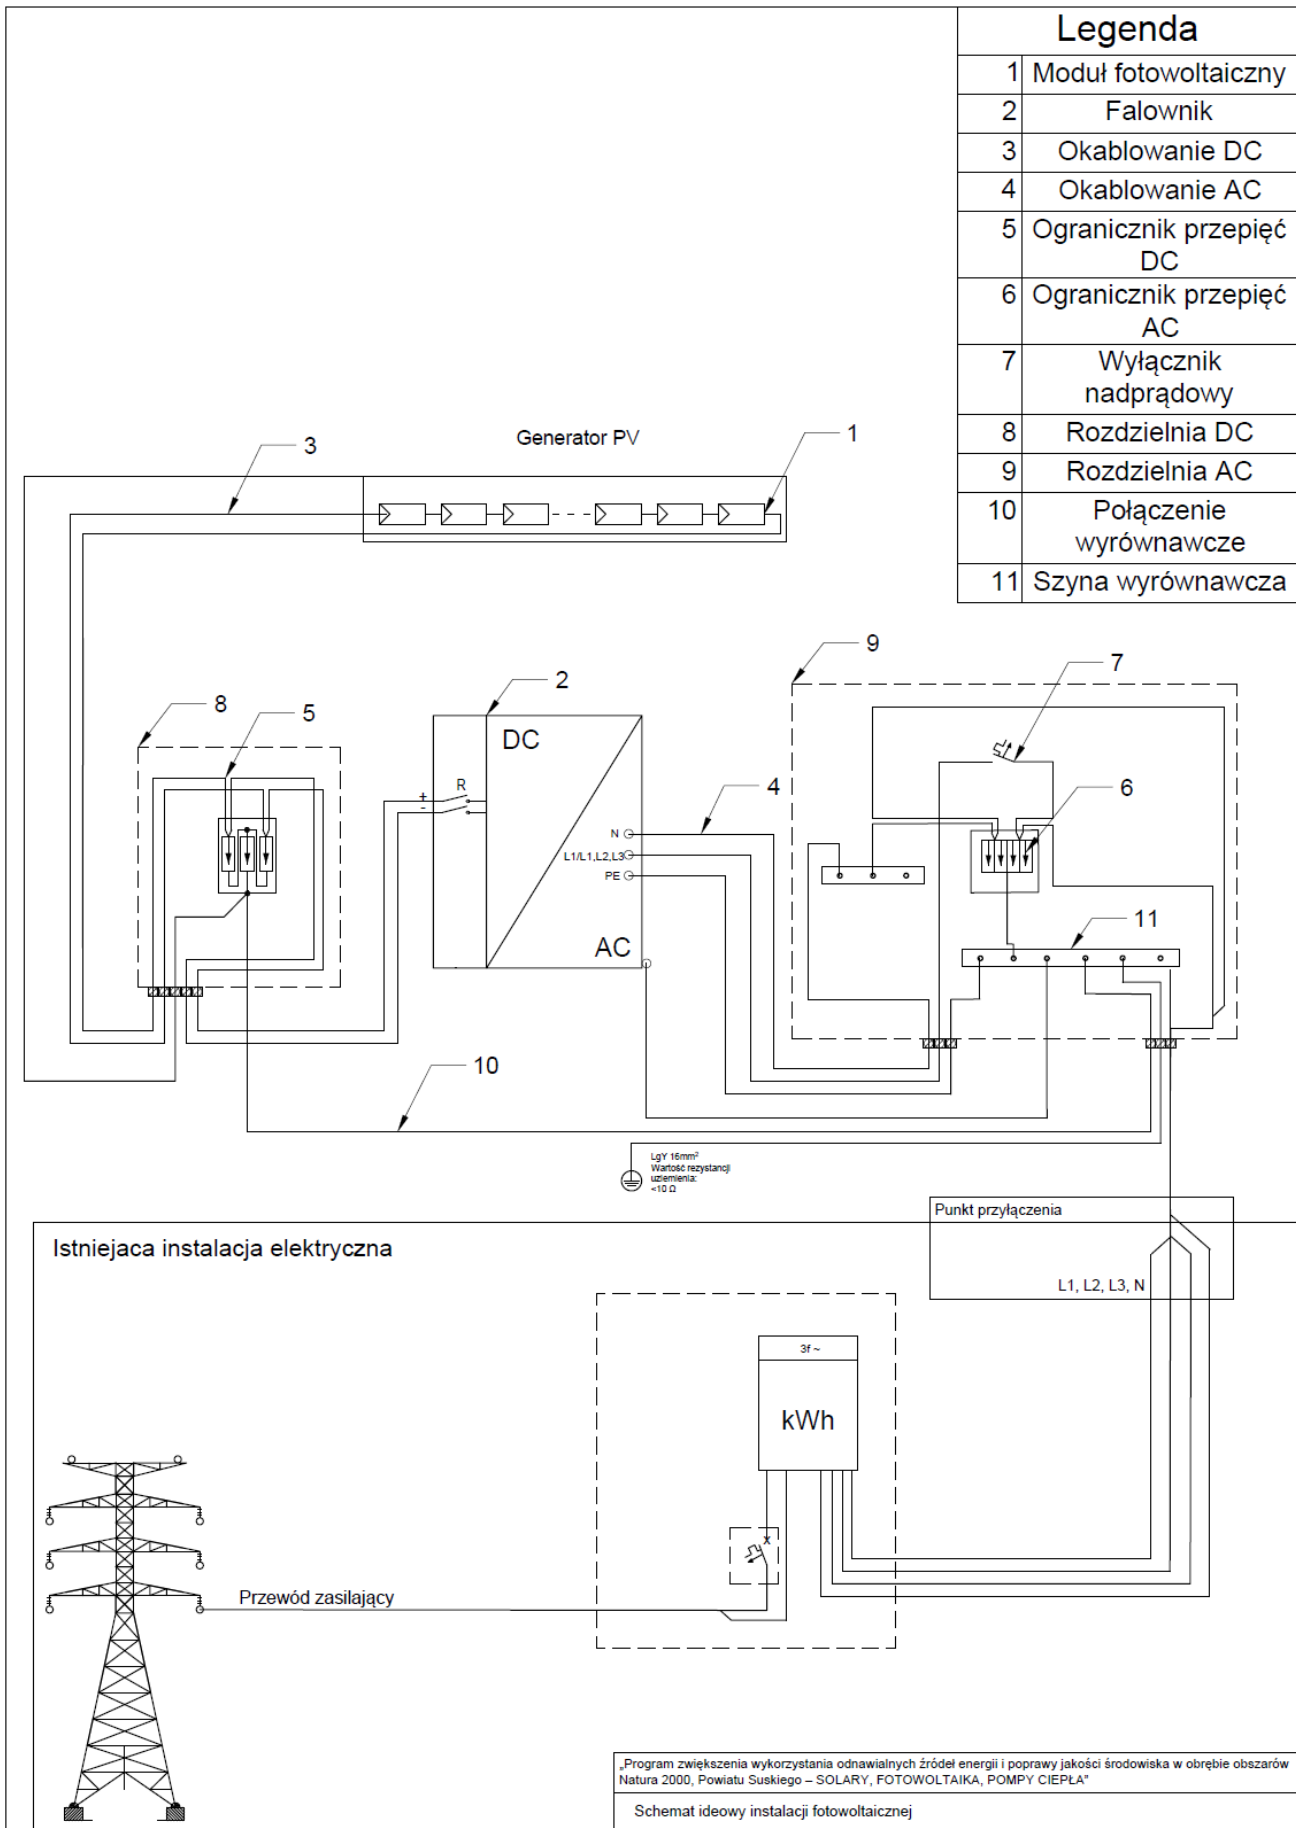 Legenda
1 Moduł fotowoltaiczny
2 Falownik
3 Okablowanie DC
4 Okablowanie AC
5 Ogranicznik przepięć
DC
6 Ogranicznik przepięć
AC
7 Wyłącznik
nadprądowy
8 Rozdzielnia DC
9 Rozdzielnia AC
10 Połączenie
wyrównawcze
11 Szyna wyrównawcza
3
Generator PV
1
9
7
8
5
2
DC
R
+
-
4
6
N
L1/L1,L2,L3
PE
AC
11
10
LgY 16mm²
Wartość rezystancji
uziemienia:
<10 Ω
Punkt przyłączenia
L1, L2, L3, N
Istniejaca instalacja elektryczna
3f ~
kWh
x
Przewód zasilający
„Program zwiększenia wykorzystania odnawialnych źródeł energii i poprawy jakości środowiska w obrębie obszarów
Natura 2000, Powiatu Suskiego – SOLARY, FOTOWOLTAIKA, POMPY CIEPŁA"
Schemat ideowy instalacji fotowoltaicznej